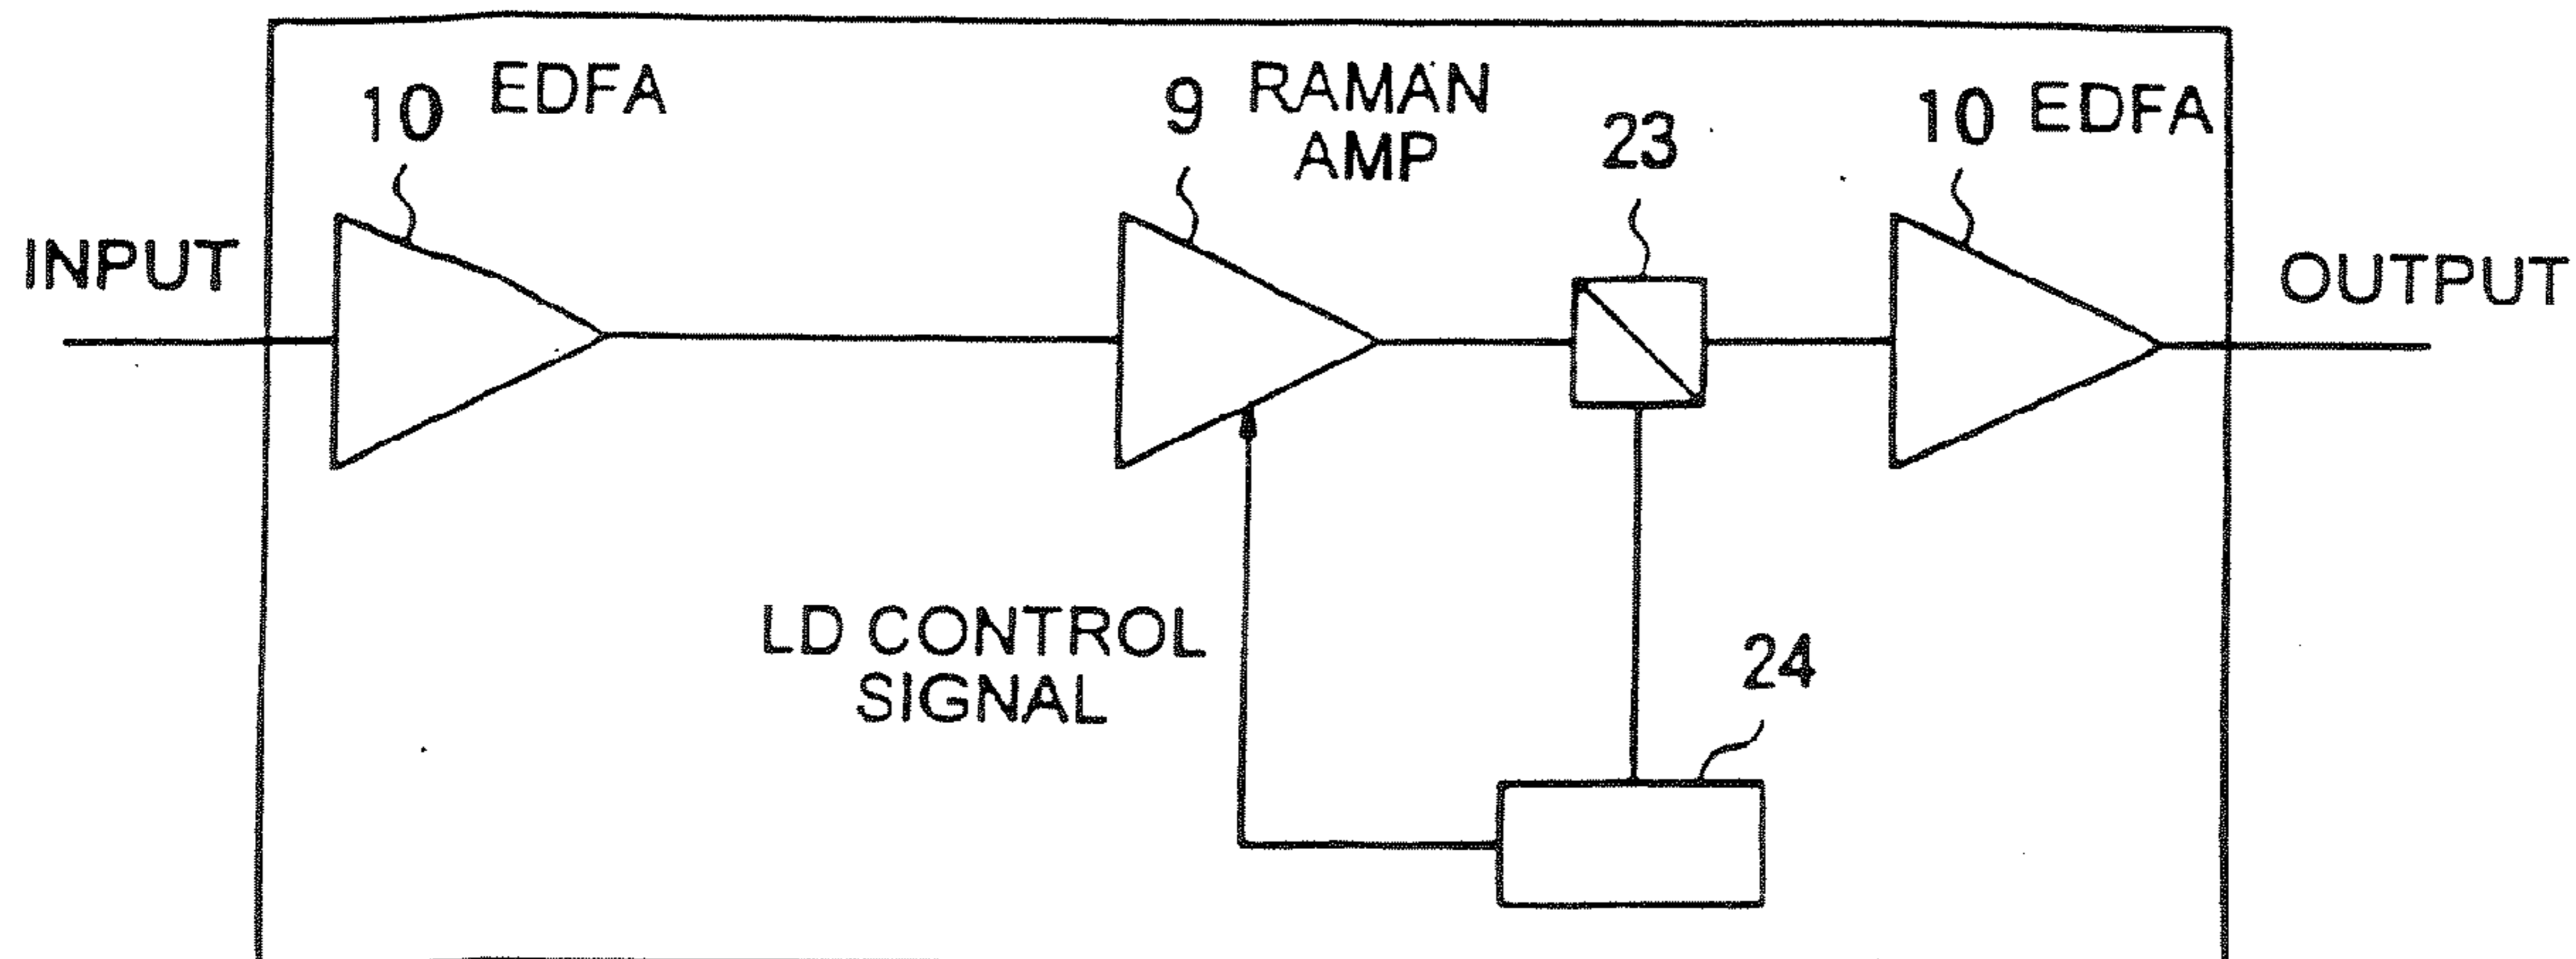 10 EDFA
9 RAMAN
AMP
23
10 EDFA
INPUT
OUTPUT
LD CONTROL
SIGNAL
24